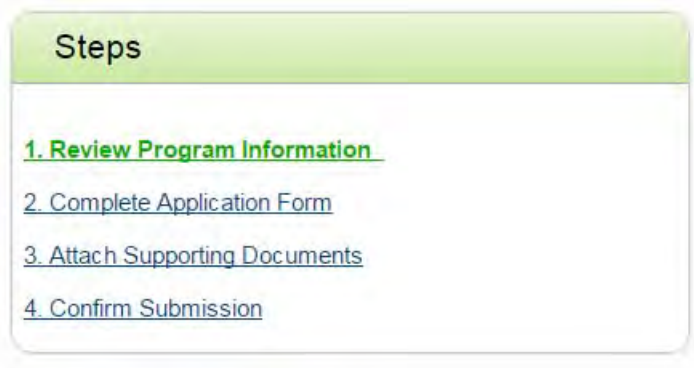 Steps
1. Review Program Information
2. Complete Application Form
3. Attach Supporting Documents
4. Confirm Submission